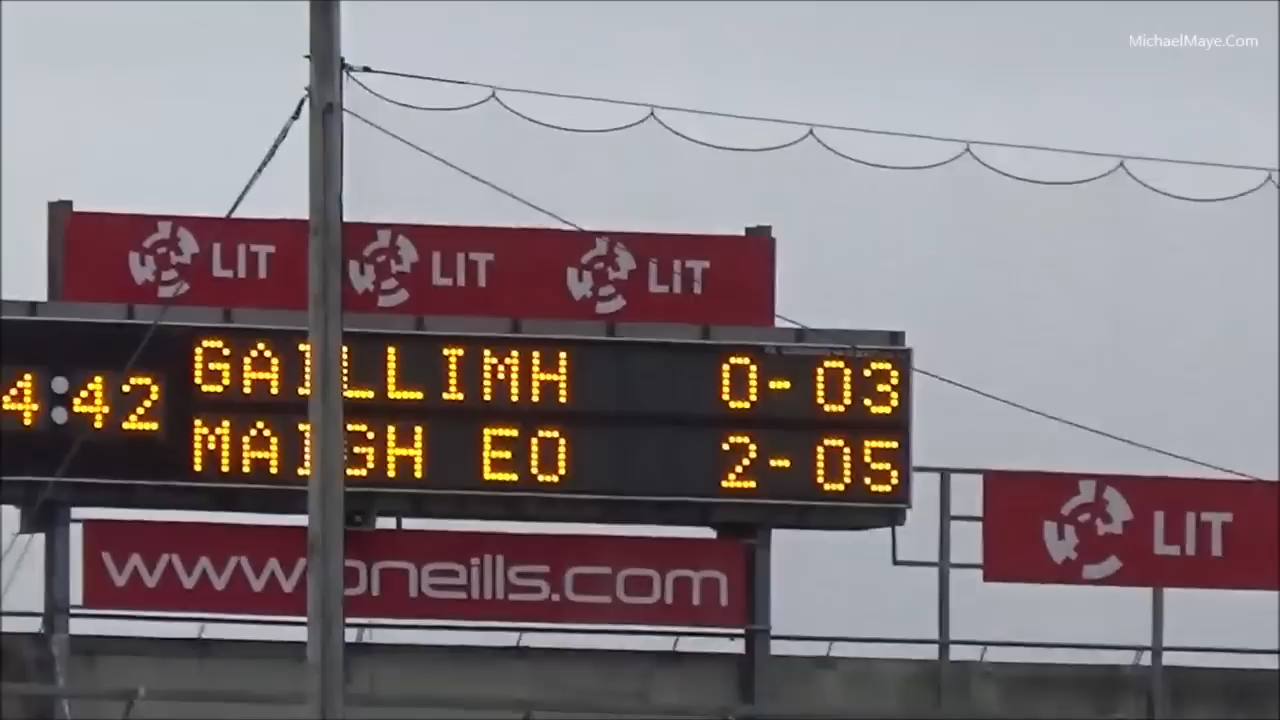 MichaelMaye.Com
LIT LIT LIT
4:42
GAILLIMH 0-03
MAIGH EO 2-05
www.oneills.com
LIT